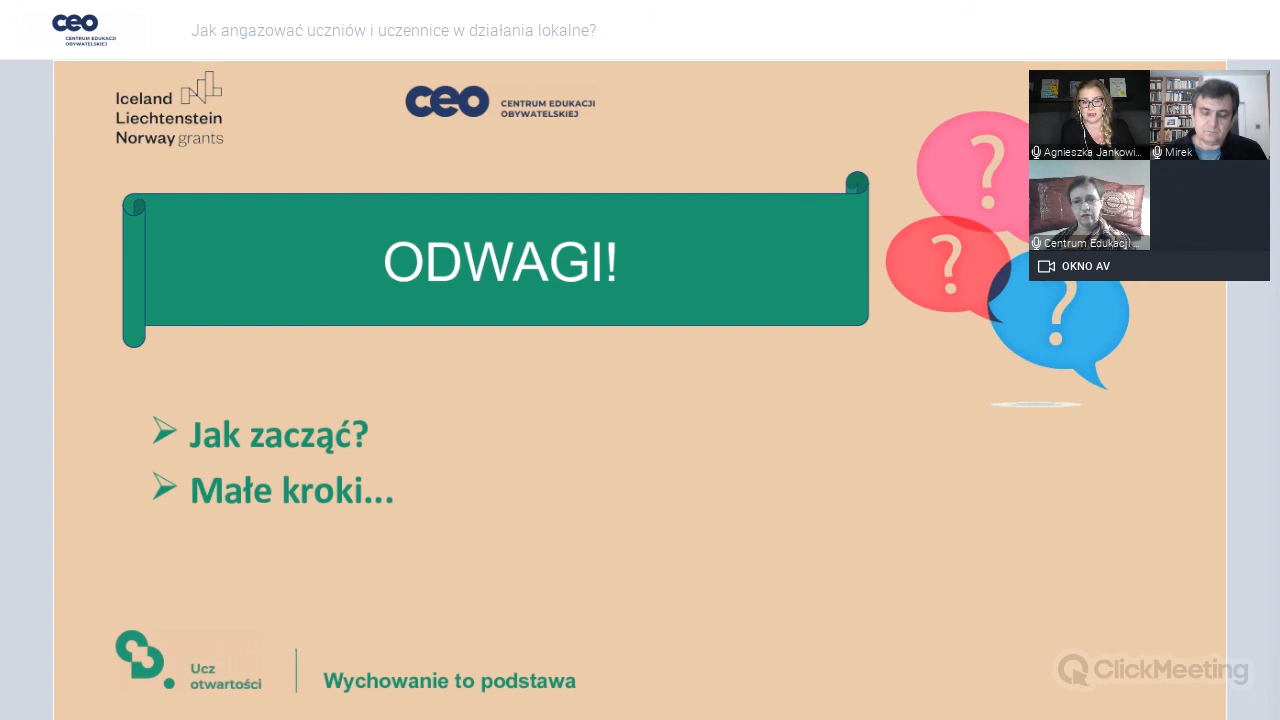 ceo
CENTRUM EDUKACJI
OBYWATELSKIEJ
Jak angażować uczniów i uczennice w działania lokalne?
Iceland
Liechtenstein
Norway grants
ceo
CENTRUM EDUKACJI
OBYWATELSKIEJ
Agnieszka Jankowi...
Mirek
Centrum Edukacji ...
OKNO AV
ODWAGI!
?
?
?
Jak zacząć?
Małe kroki...
Ucz
otwartości
Wychowanie to podstawa
ClickMeeting